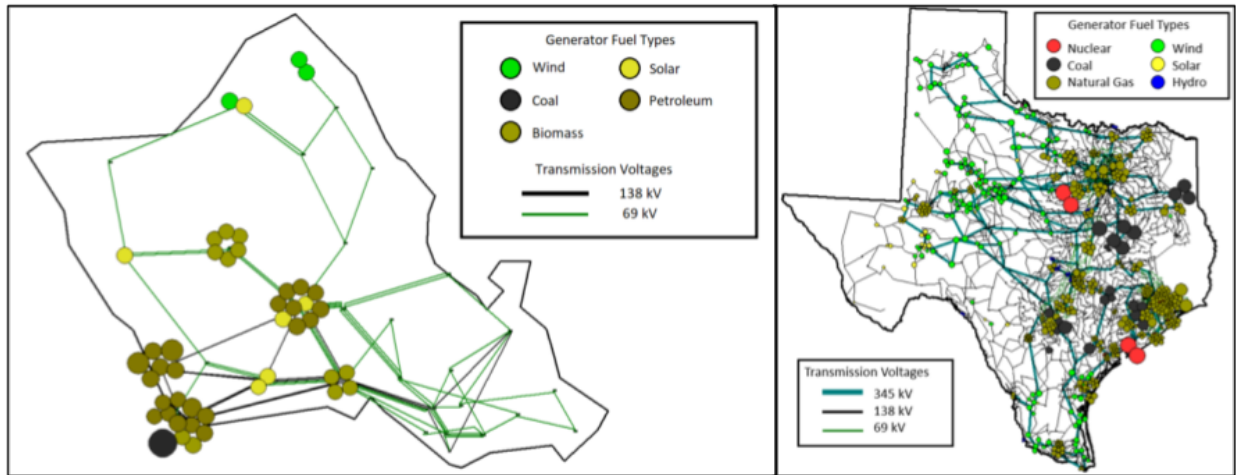 Generator Fuel Types
Wind
Solar
Coal
Petroleum
Biomass
Transmission Voltages
138 kV
69 kV
Generator Fuel Types
Nuclear
Wind
Coal
Solar
Natural Gas
Hydro
Transmission Voltages
345 kV
138 kV
69 kV